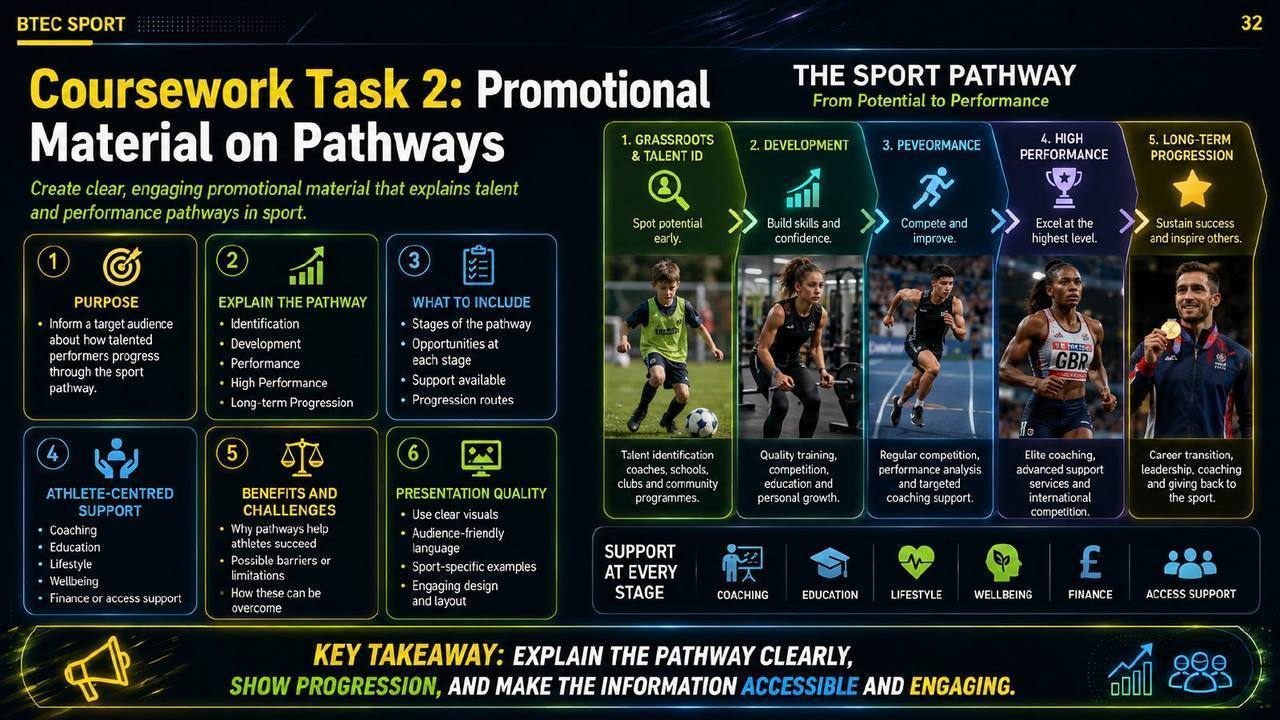 BTEC SPORT
32
Coursework Task 2: Promotional
Material on Pathways
Create clear, engaging promotional material that explains talent
and performance pathways in sport.
1
PURPOSE
• Inform a target audience
about how talented
performers progress
through the sport
pathway.
2
EXPLAIN THE PATHWAY
• Identification
• Development
• Performance
• High Performance
• Long-term Progression
3
WHAT TO INCLUDE
• Stages of the pathway
• Opportunities at
each stage
• Support available
• Progression routes
4
ATHLETE-CENTRED
SUPPORT
• Coaching
• Education
• Lifestyle
• Wellbeing
• Finance or access support
5
BENEFITS AND
CHALLENGES
• Why pathways help
athletes succeed
• Possible barriers or
limitations
• How these can be
overcome
6
PRESENTATION QUALITY
• Use clear visuals
• Audience-friendly
language
• Sport-specific examples
• Engaging design
and layout
THE SPORT PATHWAY
From Potential to Performance
1. GRASSROOTS
& TALENT ID
Spot potential
early.
Talent identification
coaches, schools,
clubs and community
programmes.
2. DEVELOPMENT
Build skills and
confidence.
Quality training,
competition,
education and
personal growth.
3. PEVEORMANCE
Compete and
improve.
Regular competition,
performance analysis
and targeted
coaching support.
4. HIGH
PERFORMANCE
Excel at the
highest level.
GBR
Elite coaching,
advanced support
services and
international
competition.
5. LONG-TERM
PROGRESSION
Sustain success
and inspire others.
Career transition,
leadership, coaching
and giving back to
the sport.
SUPPORT
AT EVERY
STAGE
COACHING
EDUCATION
LIFESTYLE
WELLBEING
£
FINANCE
ACCESS SUPPORT
KEY TAKEAWAY: EXPLAIN THE PATHWAY CLEARLY,
SHOW PROGRESSION, AND MAKE THE INFORMATION ACCESSIBLE AND ENGAGING.